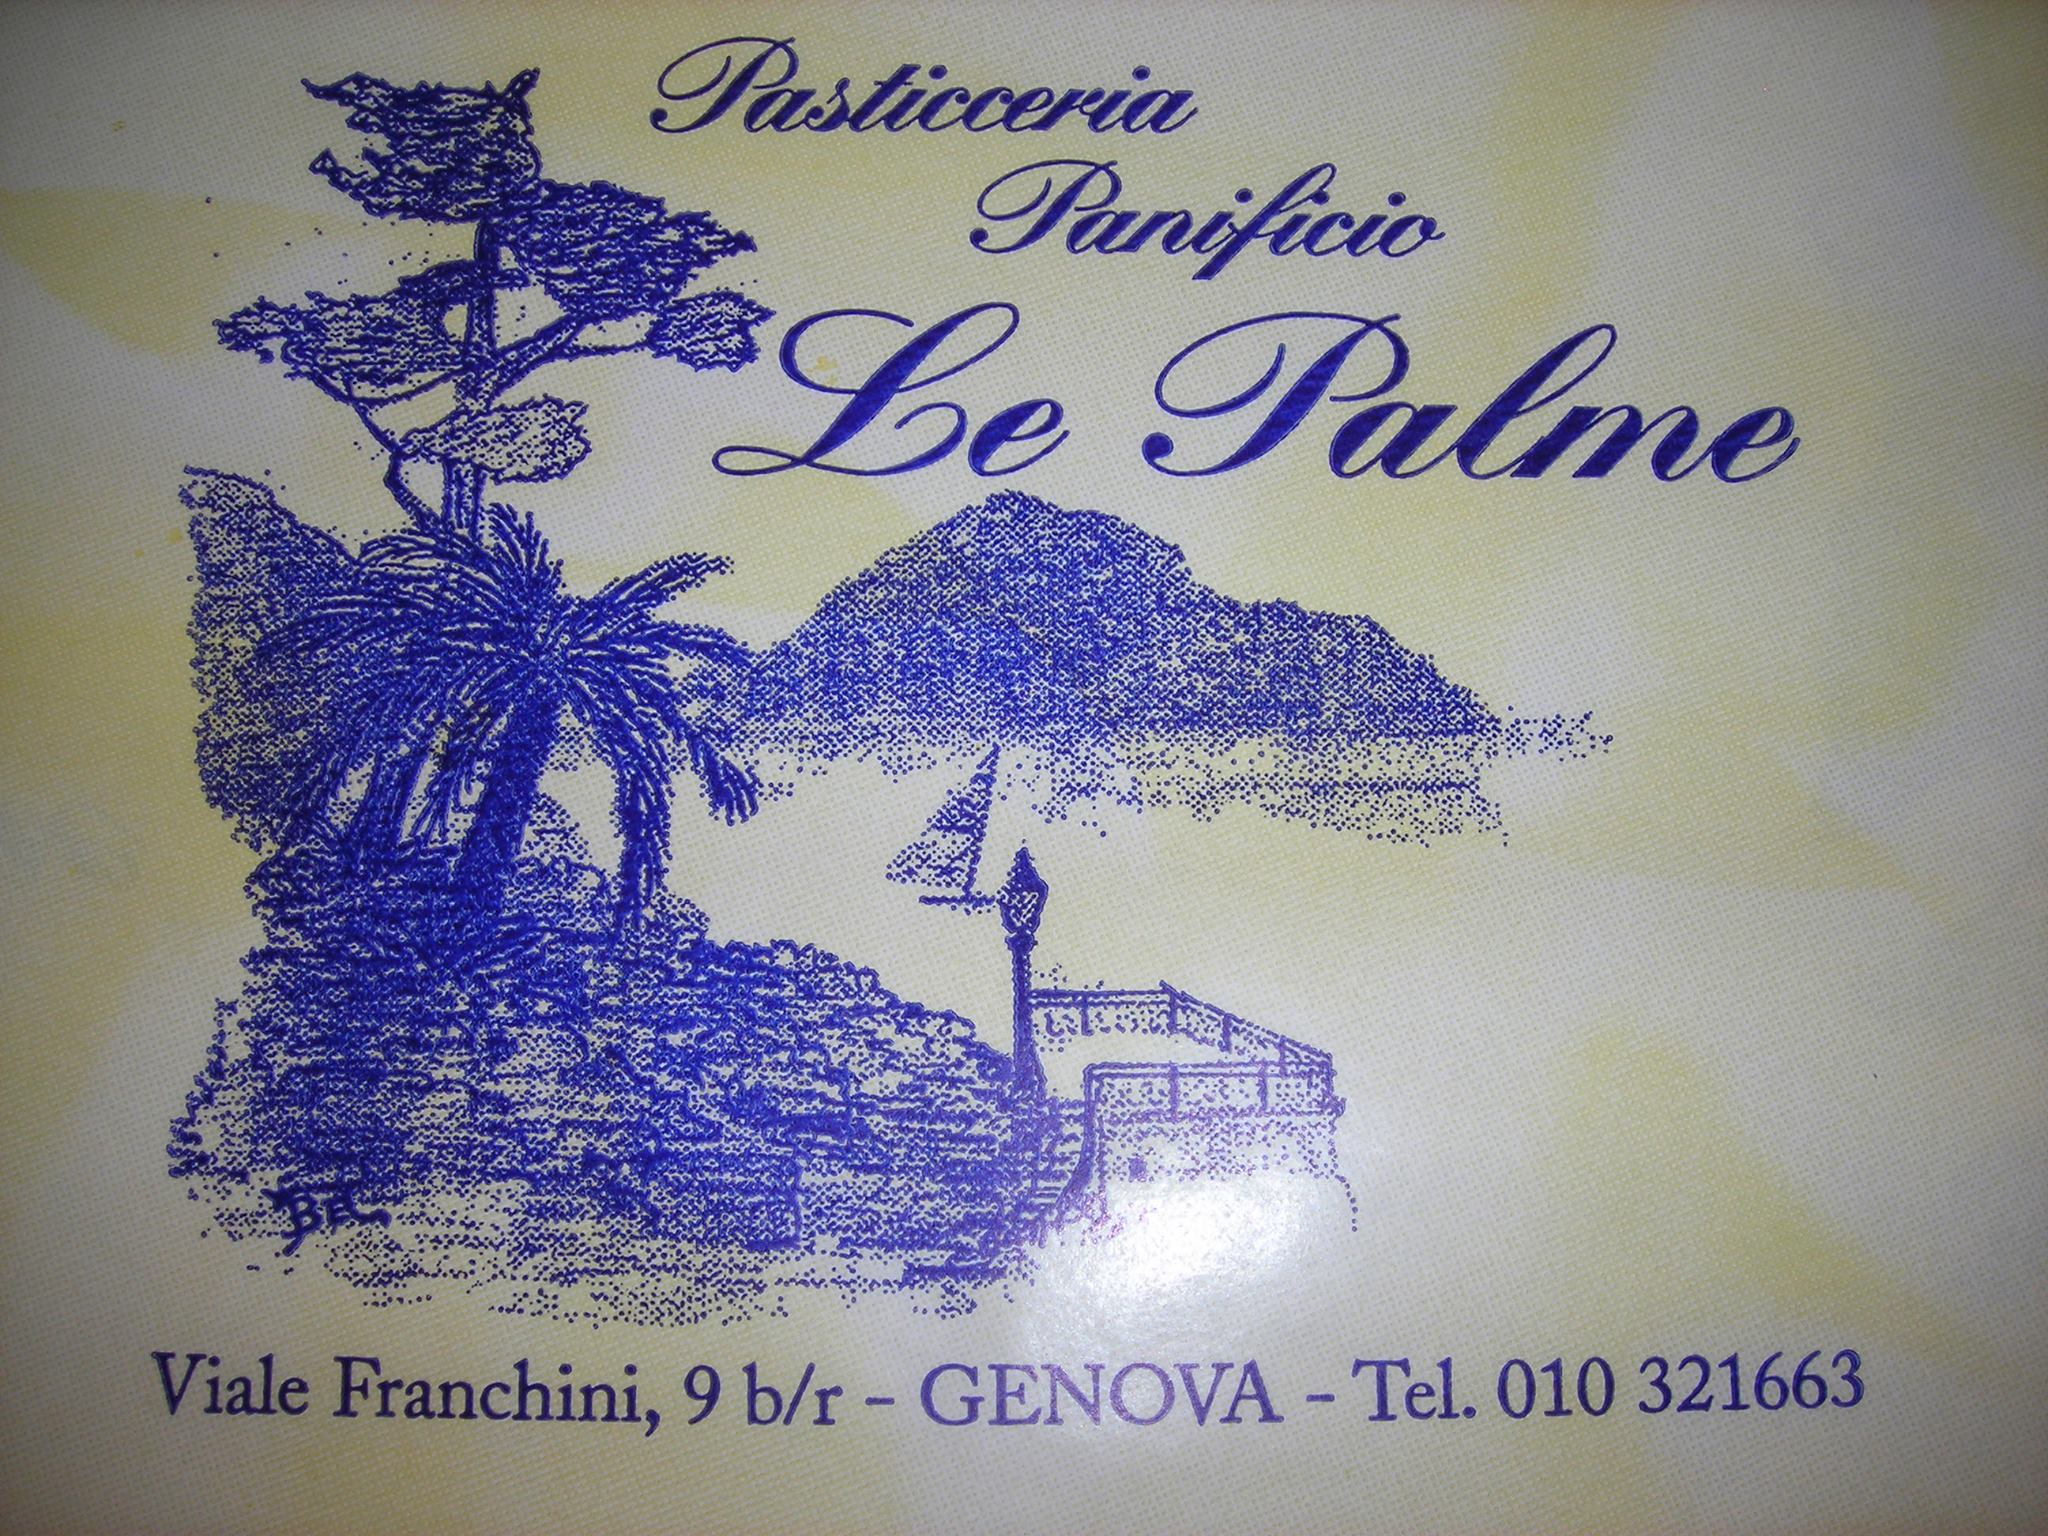 Pasticceria
Panificio
Le Palme
Viale Franchini, 9 b/r - GENOVA - Tel. 010 321663